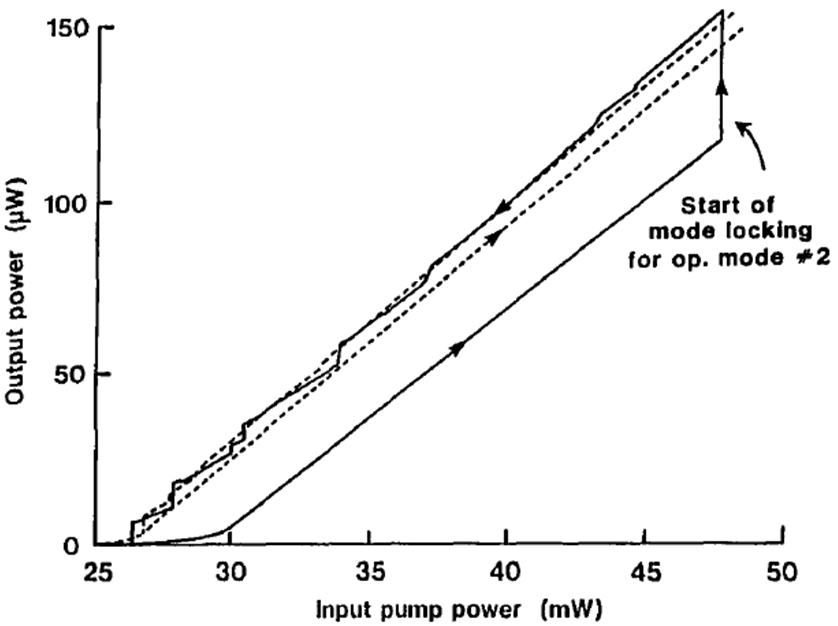 150
100
50
0
Output power (μW)
25
30
35
40
45
50
Input pump power (mW)
Start of
mode locking
for op. mode #2